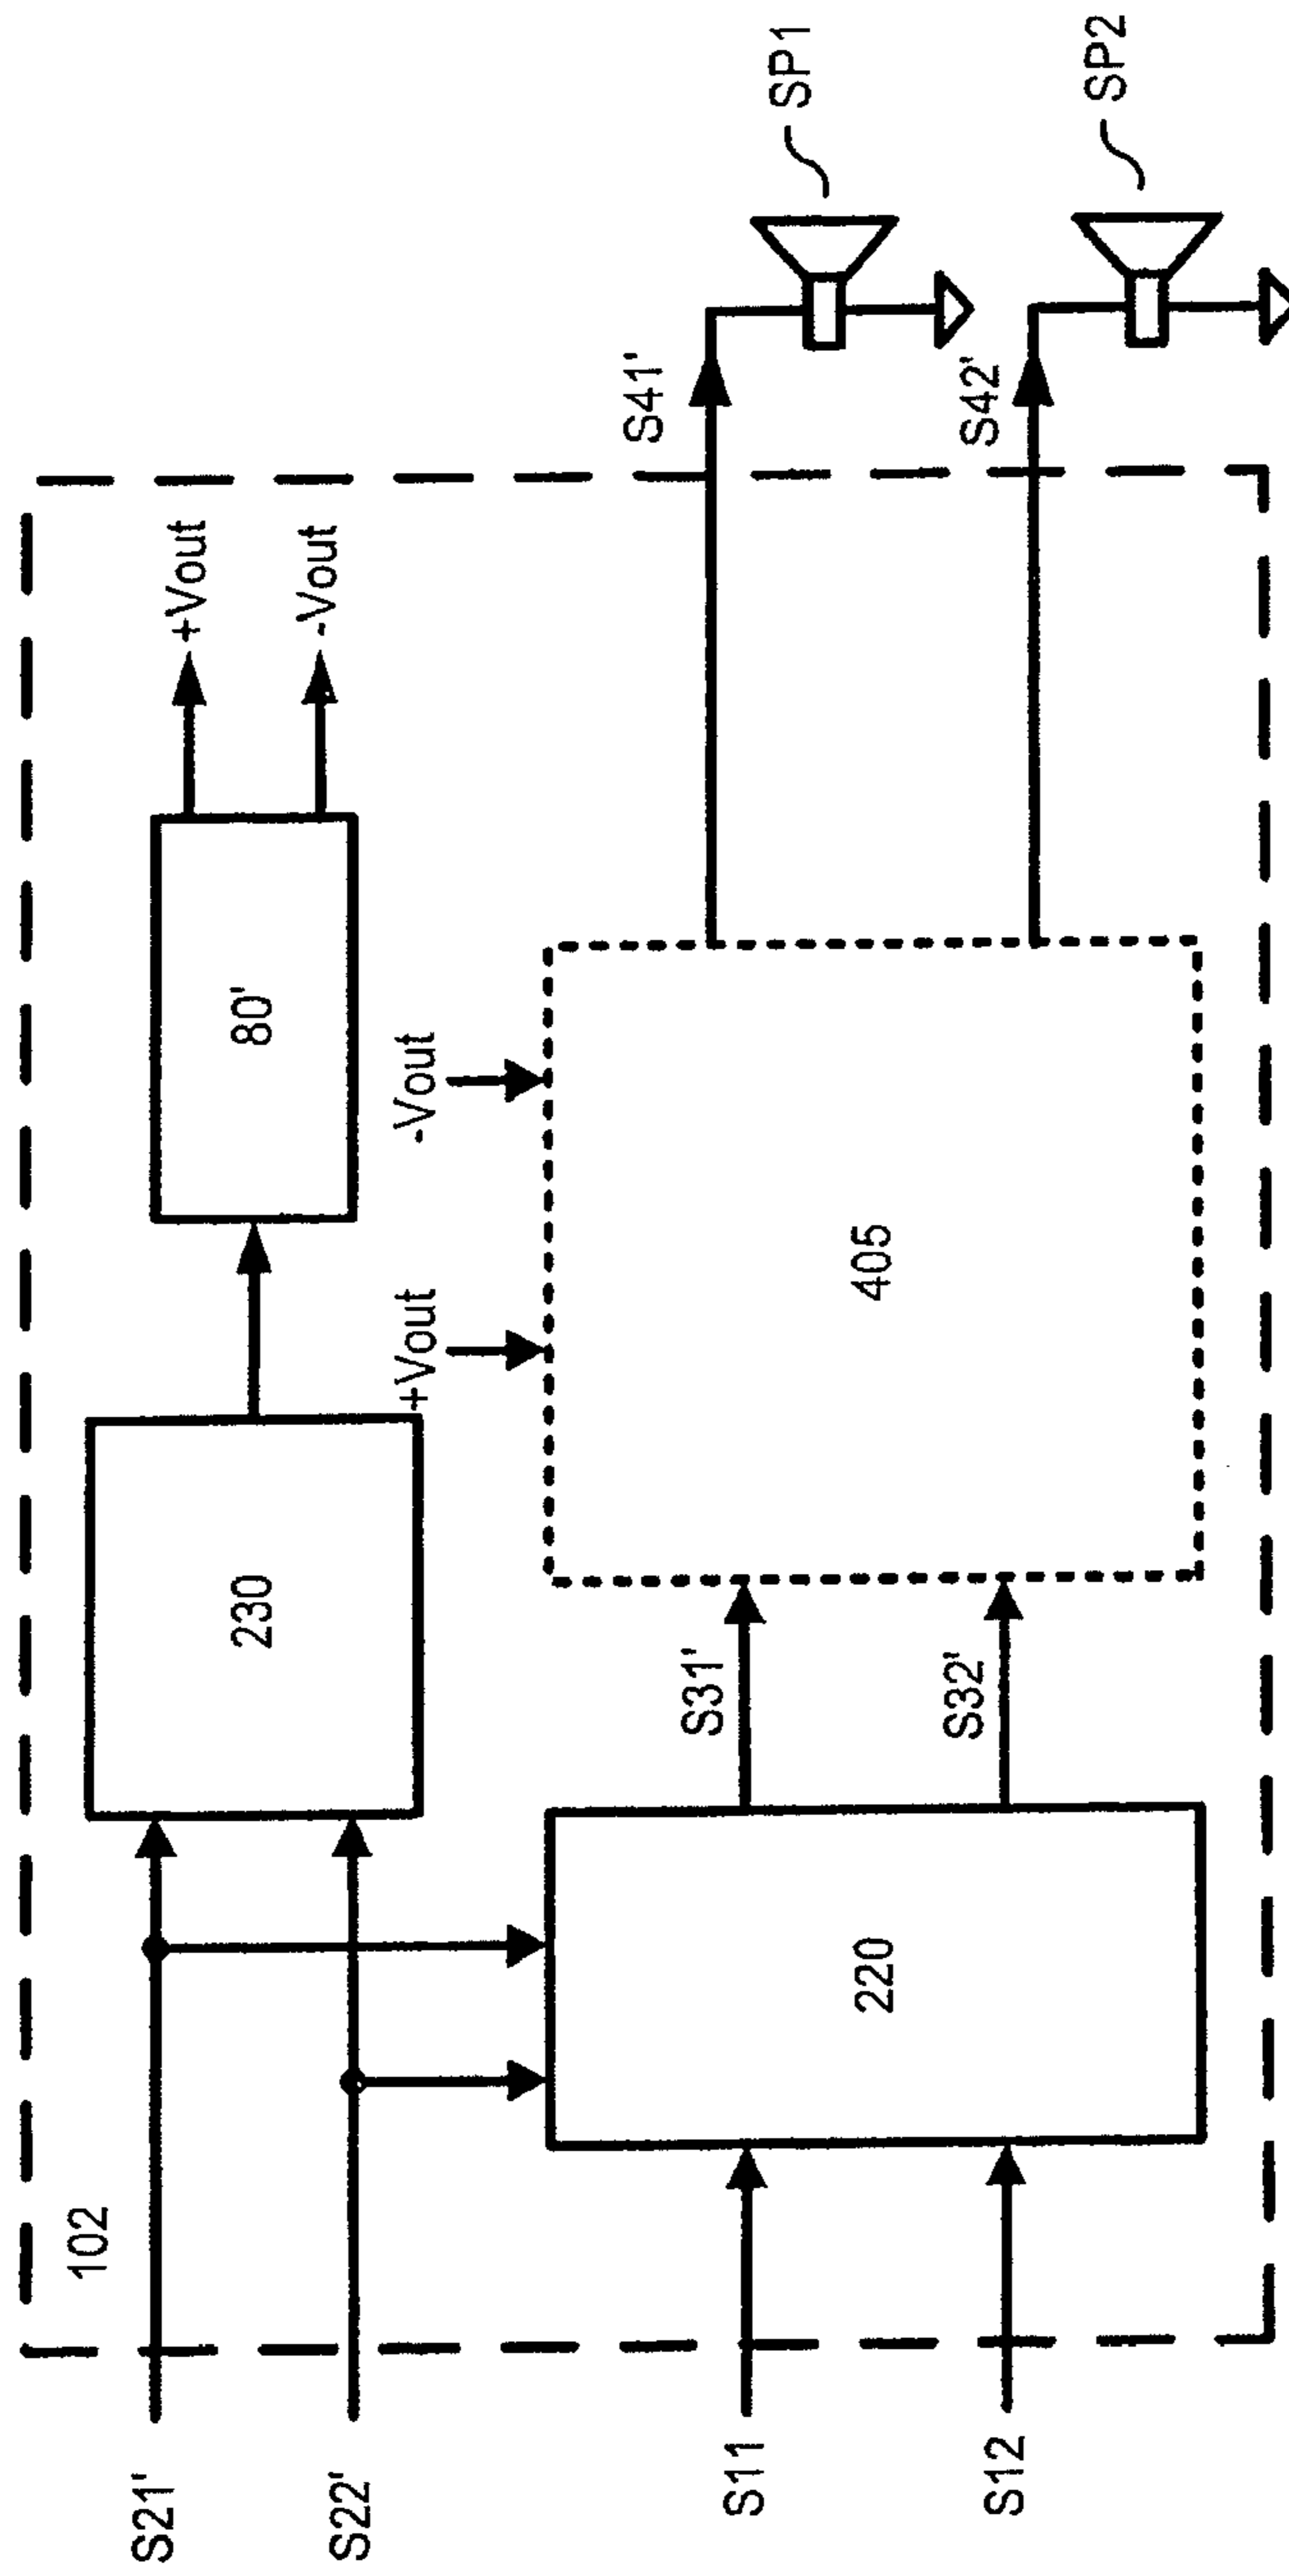 102
S21'
S22'
230
80'
+Vout
-Vout
+Vout
-Vout
S11
S12
220
S31'
S32'
405
S41'
S42'
SP1
SP2